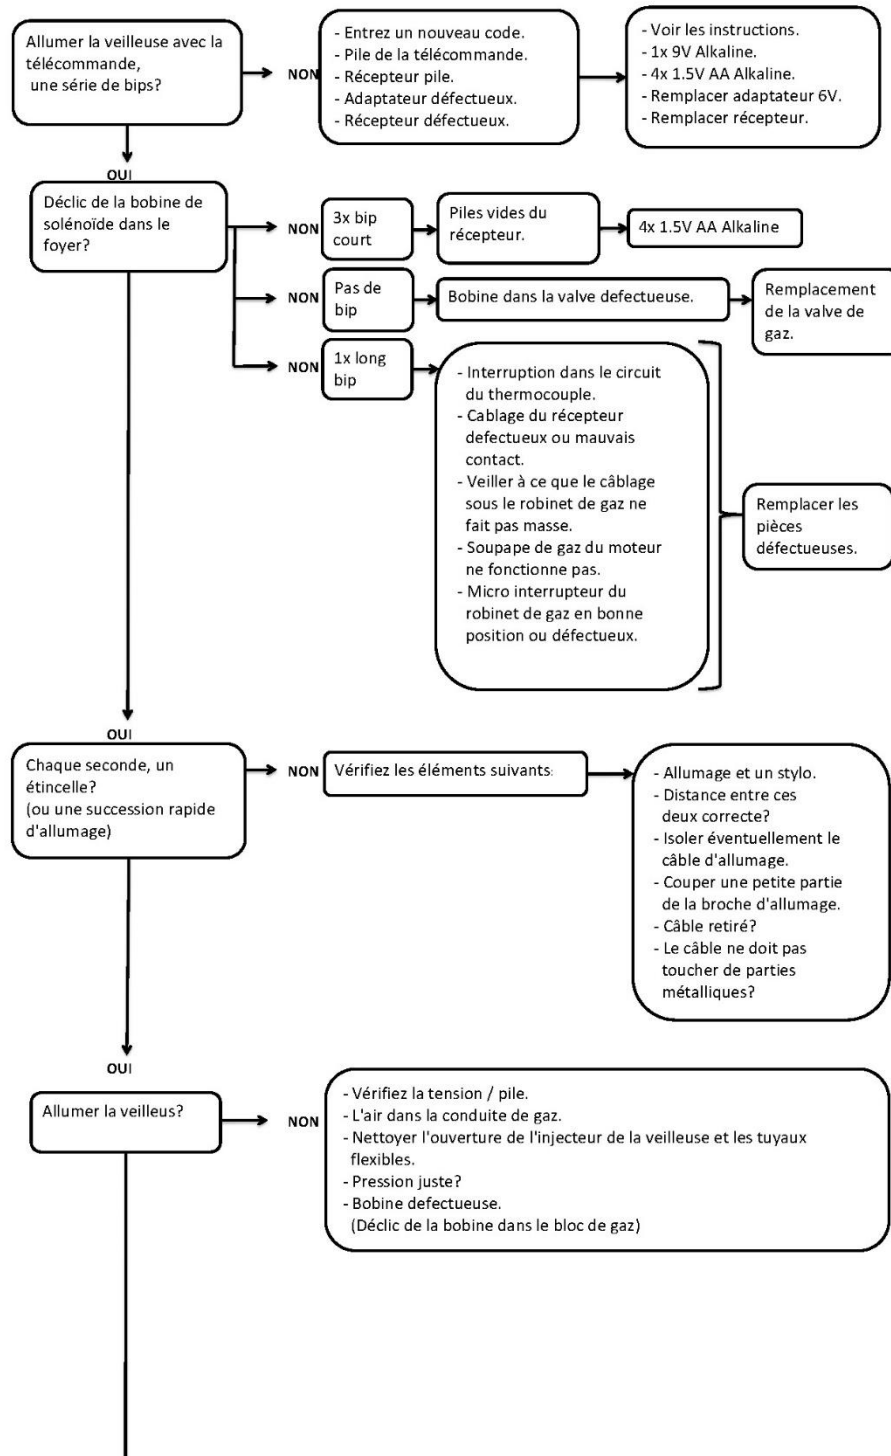 Allumer la veilleuse avec la
télécommande,
une série de bips?
NON
- Entrez un nouveau code.
- Pile de la télécommande.
- Récepteur pile.
- Adaptateur défectueux.
- Récepteur défectueux.
- Voir les instructions.
- 1x 9V Alkaline.
- 4x 1.5V AA Alkaline.
- Remplacer adaptateur 6V.
- Remplacer récepteur.
OUI
Déclic de la bobine de
solénoïde dans le
foyer?
NON
3x bip
court
Piles vides du
récepteur.
4x 1.5V AA Alkaline
NON
Pas de
bip
Bobine dans la valve defectueuse.
Remplacement
de la valve de
gaz.
NON
1x long
bip
- Interruption dans le circuit
du thermocouple.
- Cablage du récepteur
defectueux ou mauvais
contact.
- Veiller à ce que le câblage
sous le robinet de gaz ne
fait pas masse.
- Soupape de gaz du moteur
ne fonctionne pas.
- Micro interrupteur du
robinet de gaz en bonne
position ou défectueux.
Remplacer les
pièces
défectueuses.
OUI
Chaque seconde, un
étincelle?
(ou une succession rapide
d'allumage)
NON
Vérifiez les éléments suivants:
- Allumage et un stylo.
- Distance entre ces
deux correcte?
- Isoler éventuellement le
câble d'allumage.
- Couper une petite partie
de la broche d'allumage.
- Câble retiré?
- Le câble ne doit pas
toucher de parties
métalliques?
OUI
Allumer la veilleus?
NON
- Vérifiez la tension / pile.
- L'air dans la conduite de gaz.
- Nettoyer l'ouverture de l'injecteur de la veilleuse et les tuyaux
flexibles.
- Pression juste?
- Bobine defectueuse.
(Déclic de la bobine dans le bloc de gaz)